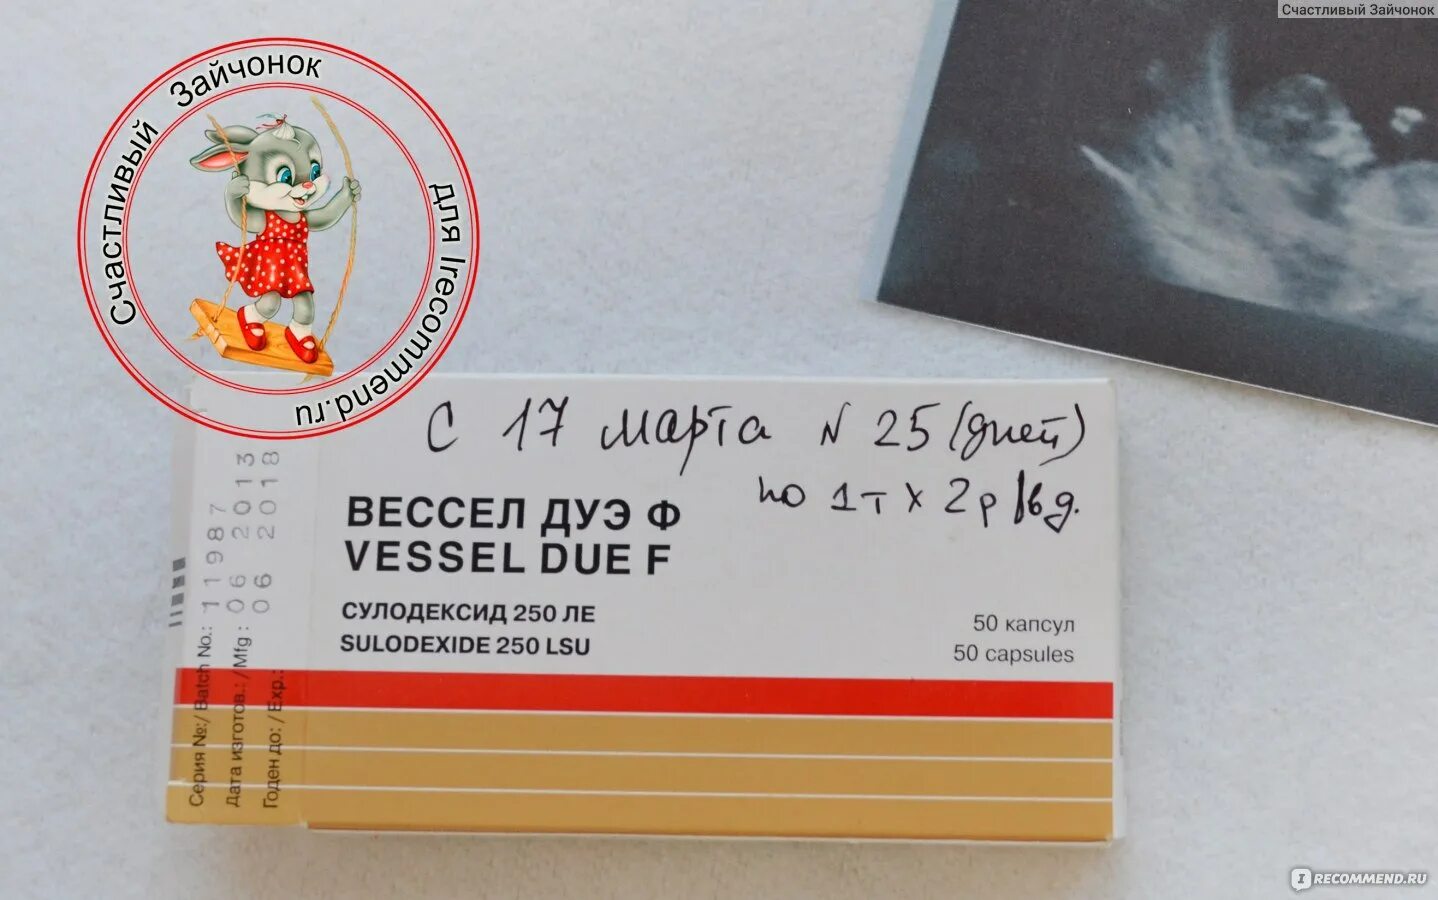 Счастливый Зайчонок
Счастливый Зайчонок
для Irecommend.ru
с 17 марта N 25 (дней)
по 1т х 2р/в д.
ВЕССЕЛ ДУЭ Ф
VESSEL DUE F
СУЛОДЕКСИД 250 ЛЕ
SULODEXIDE 250 LSU
50 капсул
50 capsules
Серия №:/ Batch No.: 11987
Дата изготов.: /Mfg: 06 2013
Годен до: / Exp.: 06 2018
IRECOMMEND.RU